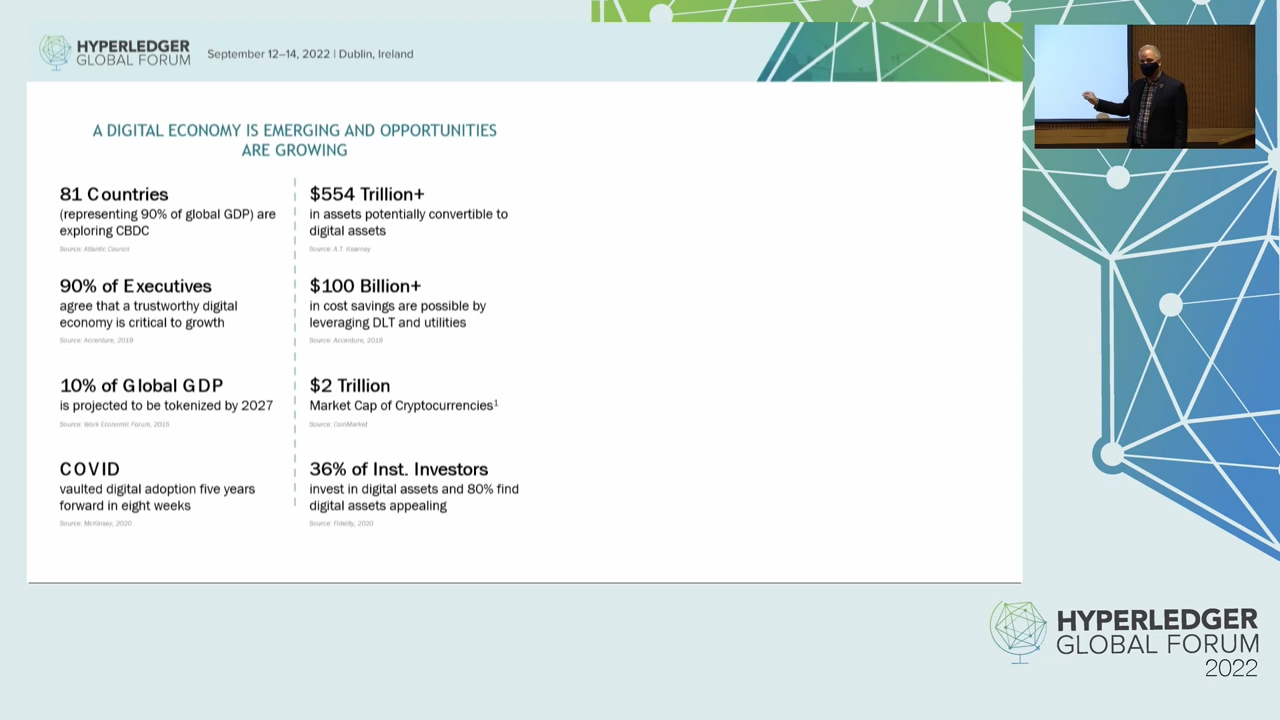 HYPERLEDGER
GLOBAL FORUM
September 12–14, 2022 | Dublin, Ireland
A DIGITAL ECONOMY IS EMERGING AND OPPORTUNITIES
ARE GROWING
81 Countries
(representing 90% of global GDP) are
exploring CBDC
Source: Atlantic Council
90% of Executives
agree that a trustworthy digital
economy is critical to growth
Source: Accenture, 2018
10% of Global GDP
is projected to be tokenized by 2027
Source: Work Economic Forum, 2015
COVID
vaulted digital adoption five years
forward in eight weeks
Source: McKinsey, 2020
$554 Trillion+
in assets potentially convertible to
digital assets
Source: A.T. Kearney
$100 Billion+
in cost savings are possible by
leveraging DLT and utilities
Source: Accenture, 2018
$2 Trillion
Market Cap of Cryptocurrencies¹
Source: CoinMarket
36% of Inst. Investors
invest in digital assets and 80% find
digital assets appealing
Source: Fidelity, 2020
HYPERLEDGER
GLOBAL FORUM
2022